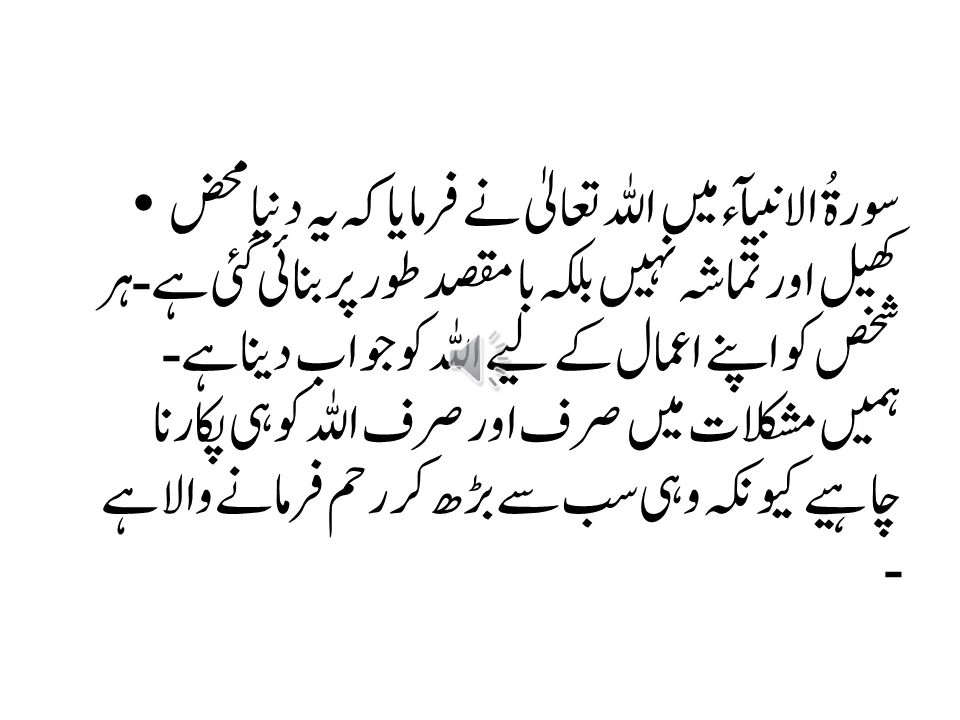 سورۃُ الانبیآء میں اللہ تعالیٰ نے فرمایا کہ یہ دنیا محض •
کھیل اور تماشہ نہیں بلکہ بامقصد طور پر بنائی گئی ہے-ہر
شخص کو اپنے اعمال کے لیے اللہ کو جواب دینا ہے-
ہمیں مشکلات میں صرف اور صرف اللہ کو ہی پکارنا
چاہیے کیونکہ وہی سب سے بڑھ کر رحم فرمانے والا ہے
-